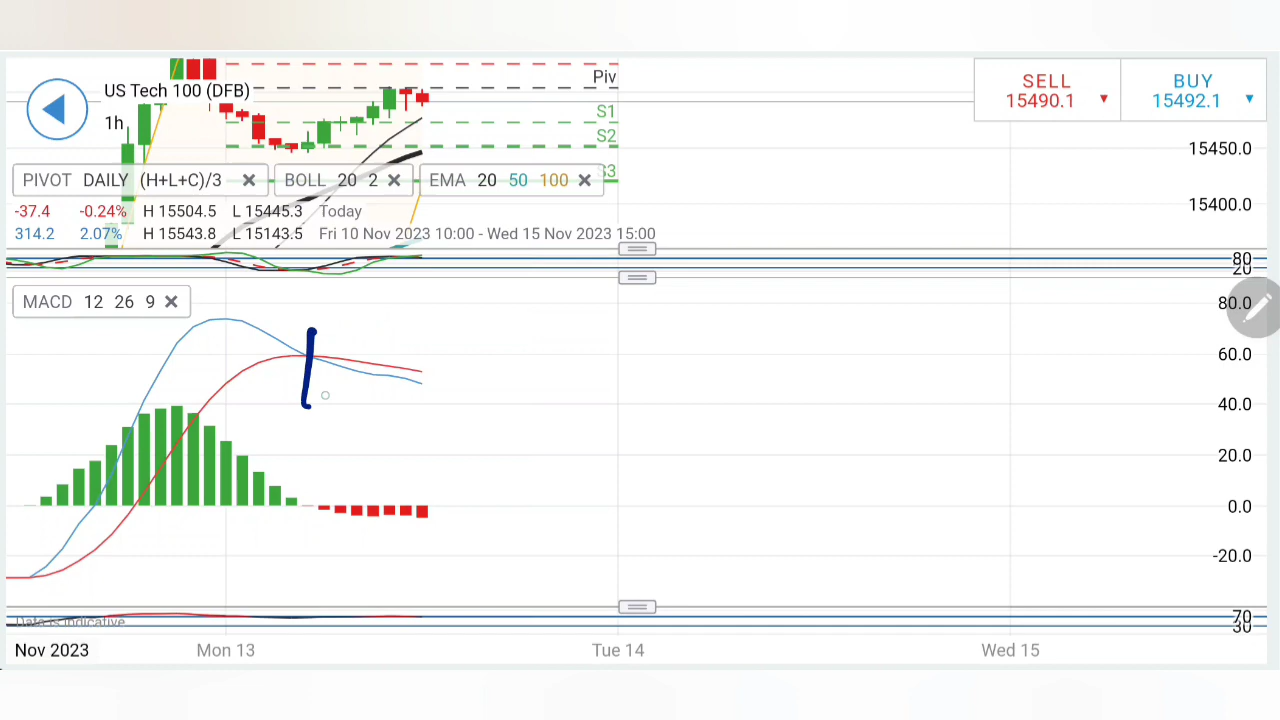 Piv
US Tech 100 (DFB)
SELL
15490.1
BUY
15492.1
1h
S1
S2
15450.0
PIVOT DAILY (H+L+C)/3
BOLL 20 2
EMA 20 50 100
S3
15400.0
-37.4 -0.24% H 15504.5 L 15445.3 Today
314.2 2.07% H 15543.8 L 15143.5 Fri 10 Nov 2023 10:00 - Wed 15 Nov 2023 15:00
80
20
MACD 12 26 9
80.0
60.0
40.0
20.0
0.0
-20.0
70
30
Data is indicative
Nov 2023 Mon 13 Tue 14 Wed 15